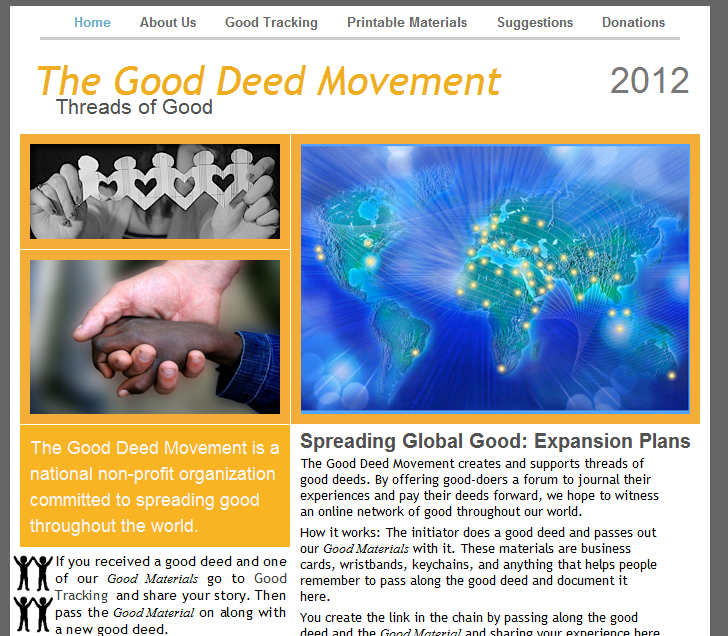 Home About Us Good Tracking Printable Materials Suggestions Donations
The Good Deed Movement
2012
Threads of Good
The Good Deed Movement is a
national non-profit organization
committed to spreading good
throughout the world.
If you received a good deed and one
of our Good Materials go to Good
Tracking and share your story. Then
pass the Good Material on along with
a new good deed.
Spreading Global Good: Expansion Plans
The Good Deed Movement creates and supports threads of
good deeds. By offering good-doers a forum to journal their
experiences and pay their deeds forward, we hope to witness
an online network of good throughout our world.
How it works: The initiator does a good deed and passes out
our Good Materials with it. These materials are business
cards, wristbands, keychains, and anything that helps people
remember to pass along the good deed and document it
here.
You create the link in the chain by passing along the good
deed and the Good Material and sharing your experience here